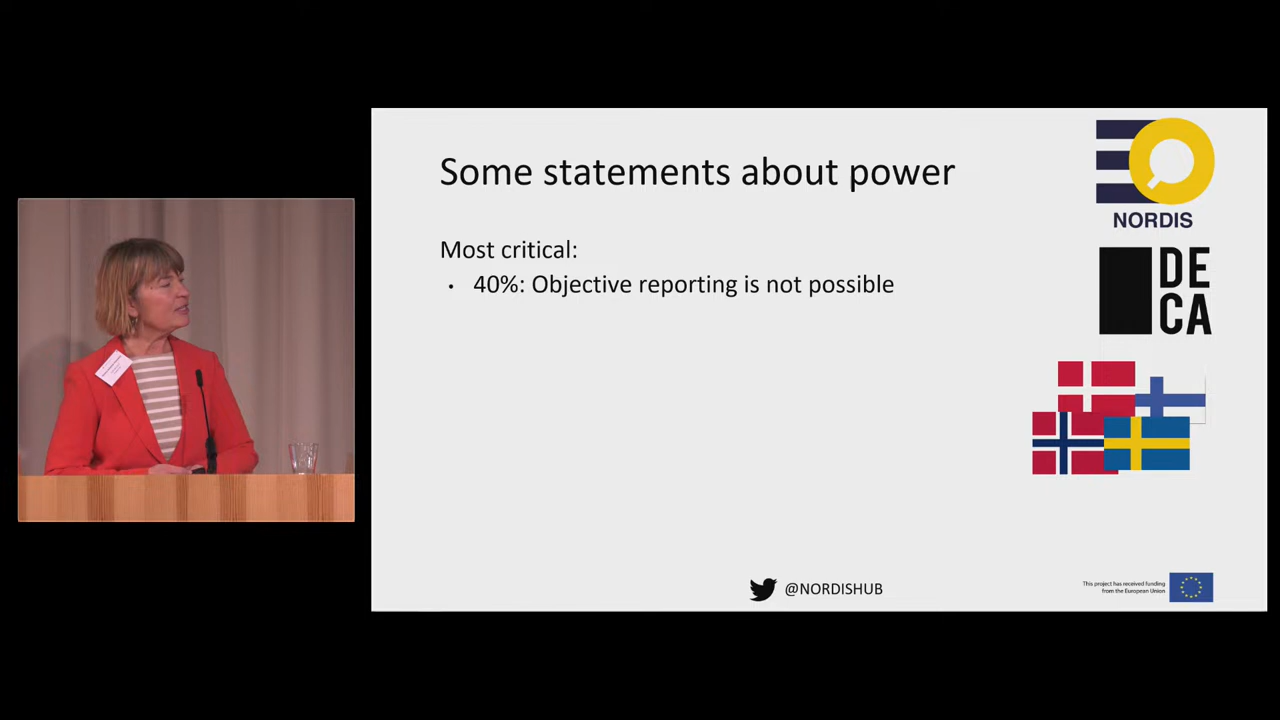 Some statements about power
Most critical:
• 40%: Objective reporting is not possible
NORDIS
DE
CA
@NORDISHUB
This project has received funding
from the European Union